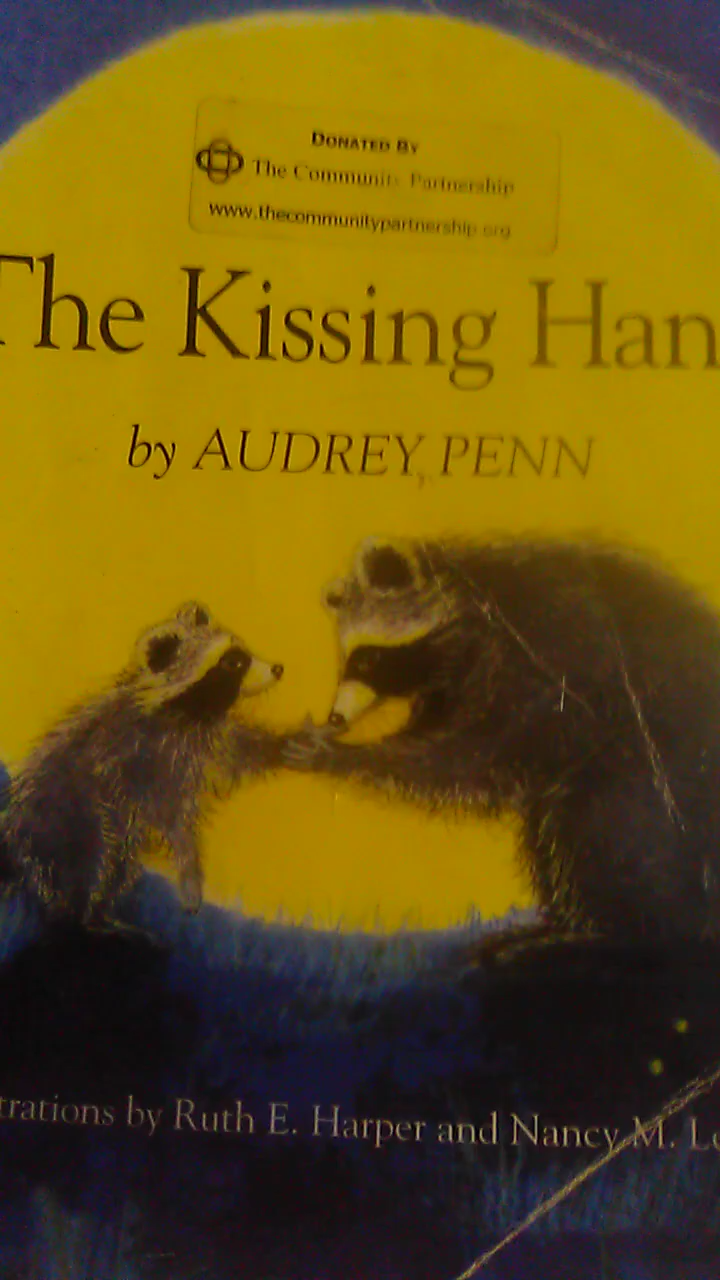 DONATED BY
The Community Partnership
www.thecommunitypartnership.org
The Kissing Han
by AUDREY PENN
trations by Ruth E. Harper and Nancy M. Le